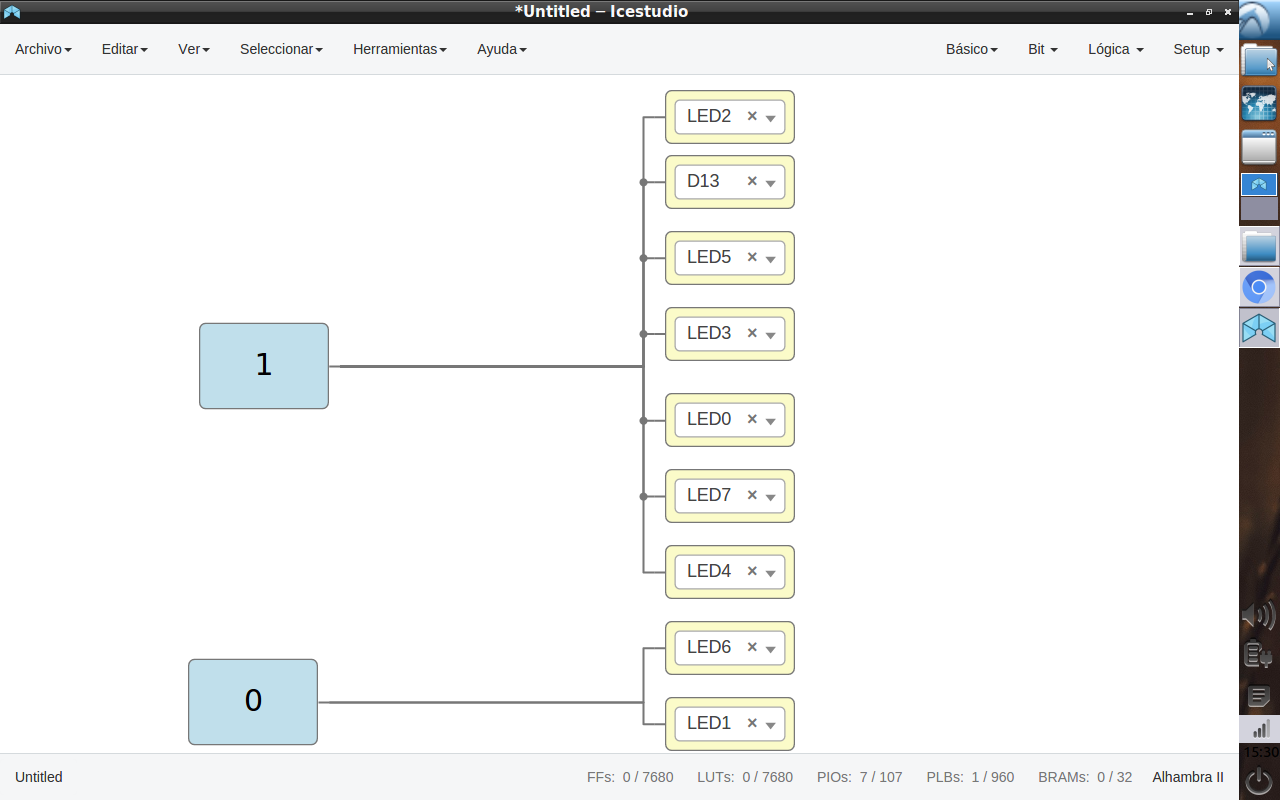 *Untitled – Icestudio
Archivo Editar Ver Seleccionar Herramientas Ayuda Básico Bit Lógica Setup
LED2 ×
D13 ×
LED5 ×
LED3 ×
1
LED0 ×
LED7 ×
LED4 ×
LED6 ×
0
LED1 ×
15:30
Untitled FFs: 0 / 7680 LUTs: 0 / 7680 PIOs: 7 / 107 PLBs: 1 / 960 BRAMs: 0 / 32 Alhambra II